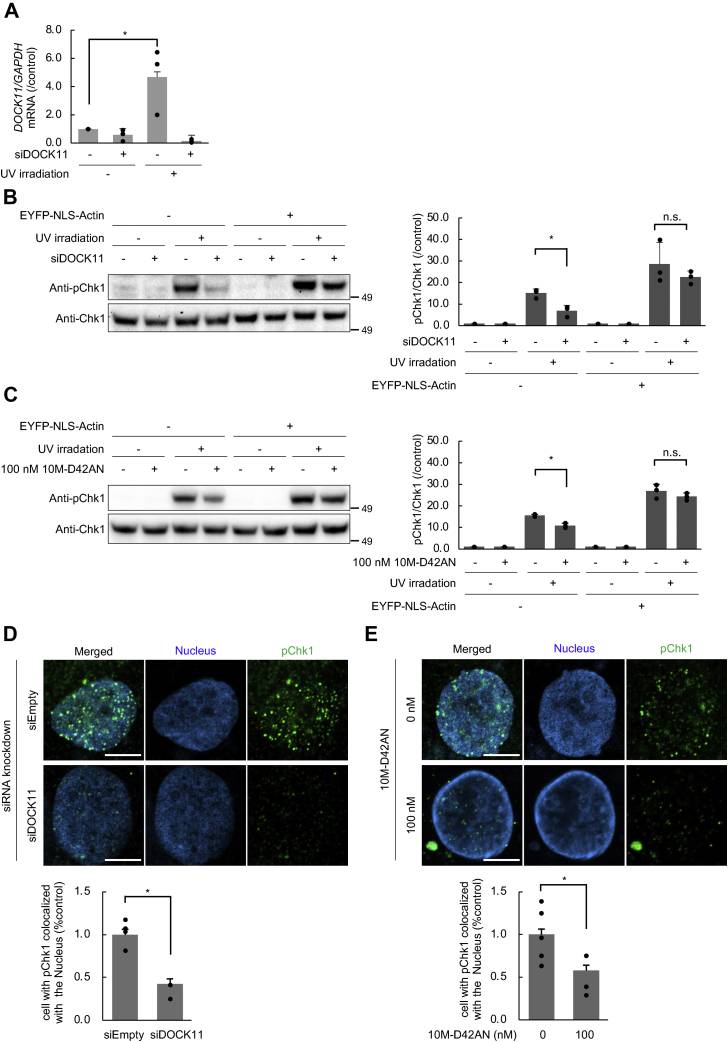 A
8.0
*
6.0
4.0
2.0
0.0
DOCK11/GAPDH
mRNA (/control)
siDOCK11 - + - +
UV irradiation - +
B
EYFP-NLS-Actin - +
UV irradiation - + - +
siDOCK11 - + - + - + - +
Anti-pChk1
49
Anti-Chk1
49
50.0
n.s.
40.0
*
30.0
20.0
10.0
0.0
pChk1/Chk1 (/control)
siDOCK11 - + - + - + - +
UV irradiation - + - +
EYFP-NLS-Actin - +
C
EYFP-NLS-Actin - +
UV irradiation - + - +
100 nM 10M-D42AN - + - + - + - +
Anti-pChk1
49
Anti-Chk1
49
50.0
n.s.
40.0
*
30.0
20.0
10.0
0.0
pChk1/Chk1 (/control)
100 nM 10M-D42AN - + - + - + - +
UV irradiation - + - +
EYFP-NLS-Actin - +
D
Merged Nucleus pChk1
siRNA knockdown
siEmpty
siDOCK11
1.5
*
1.0
0.5
0.0
cell with pChk1 colocalized
with the Nucleus (%control)
siEmpty siDOCK11
E
Merged Nucleus pChk1
10M-D42AN
0 nM
100 nM
1.5
*
1.0
0.5
0.0
cell with pChk1 colocalized
with the Nucleus (%control)
10M-D42AN (nM) 0 100